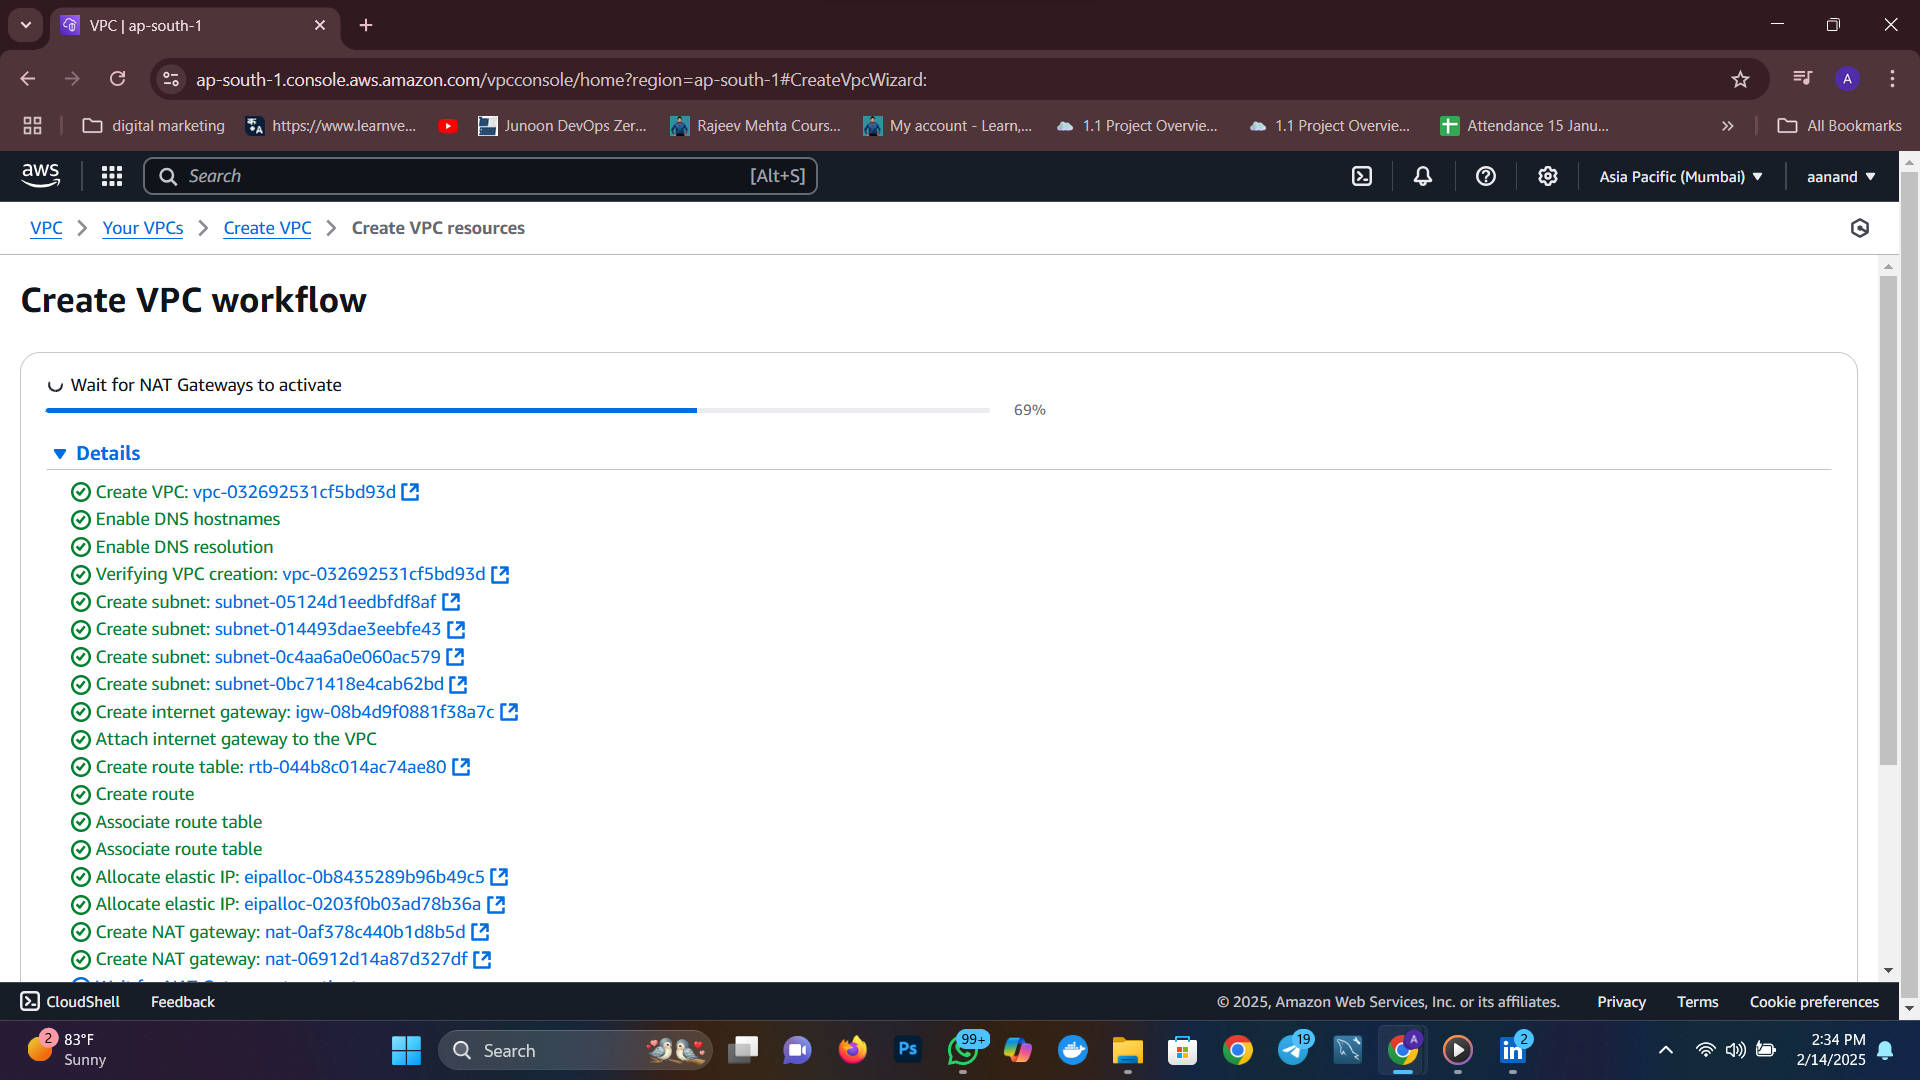 VPC | ap-south-1
ap-south-1.console.aws.amazon.com/vpcconsole/home?region=ap-south-1#CreateVpcWizard:
A
digital marketing
https://www.learnve...
Junoon DevOps Zer...
Rajeev Mehta Cours...
My account - Learn,...
1.1 Project Overvie...
1.1 Project Overvie...
Attendance 15 Janu...
All Bookmarks
aws
Search
[Alt+S]
Asia Pacific (Mumbai)
aanand
VPC
Your VPCs
Create VPC
Create VPC resources
Create VPC workflow
Wait for NAT Gateways to activate
69%
Details
Create VPC: vpc-032692531cf5bd93d
Enable DNS hostnames
Enable DNS resolution
Verifying VPC creation: vpc-032692531cf5bd93d
Create subnet: subnet-05124d1eedbfdf8af
Create subnet: subnet-014493dae3eebfe43
Create subnet: subnet-0c4aa6a0e060ac579
Create subnet: subnet-0bc71418e4cab62bd
Create internet gateway: igw-08b4d9f0881f38a7c
Attach internet gateway to the VPC
Create route table: rtb-044b8c014ac74ae80
Create route
Associate route table
Associate route table
Allocate elastic IP: eipalloc-0b8435289b96b49c5
Allocate elastic IP: eipalloc-0203f0b03ad78b36a
Create NAT gateway: nat-0af378c440b1d8b5d
Create NAT gateway: nat-06912d14a87d327df
CloudShell
Feedback
© 2025, Amazon Web Services, Inc. or its affiliates.
Privacy
Terms
Cookie preferences
2
83°F
Sunny
Search
Ps
99+
19
A
in
2
2:34 PM
2/14/2025